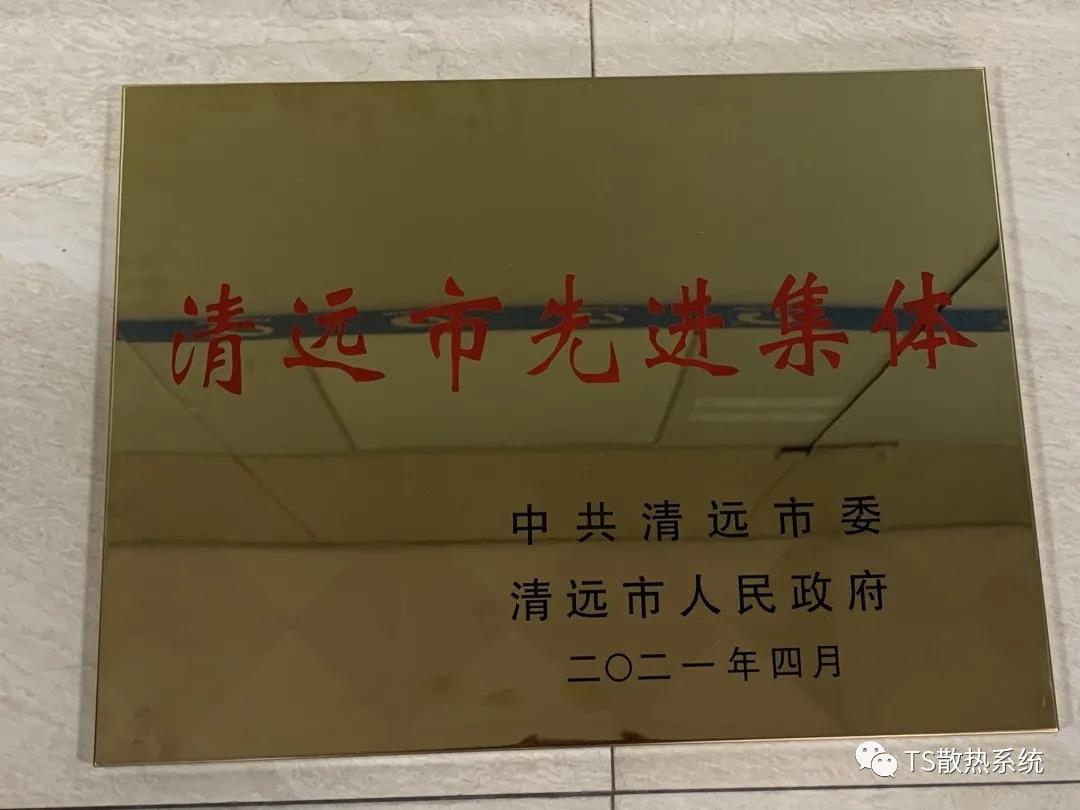 清远市先进集体
中共清远市委
清远市人民政府
二〇二一年四月
TS散热系统